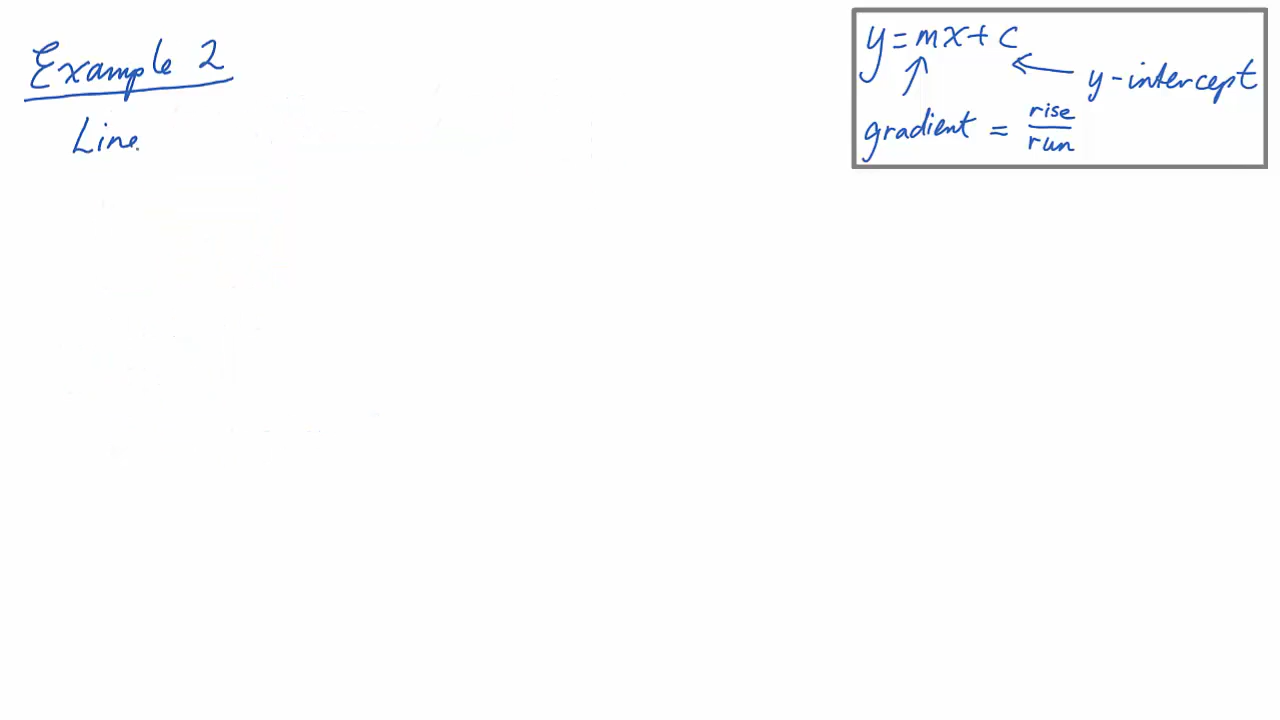 Example 2
Line
y = mx + c
y-intercept
gradient = rise/run